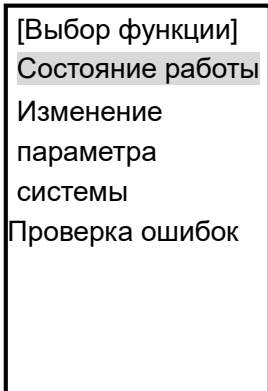 [Выбор функции]
Состояние работы
Изменение
параметра
системы
Проверка ошибок